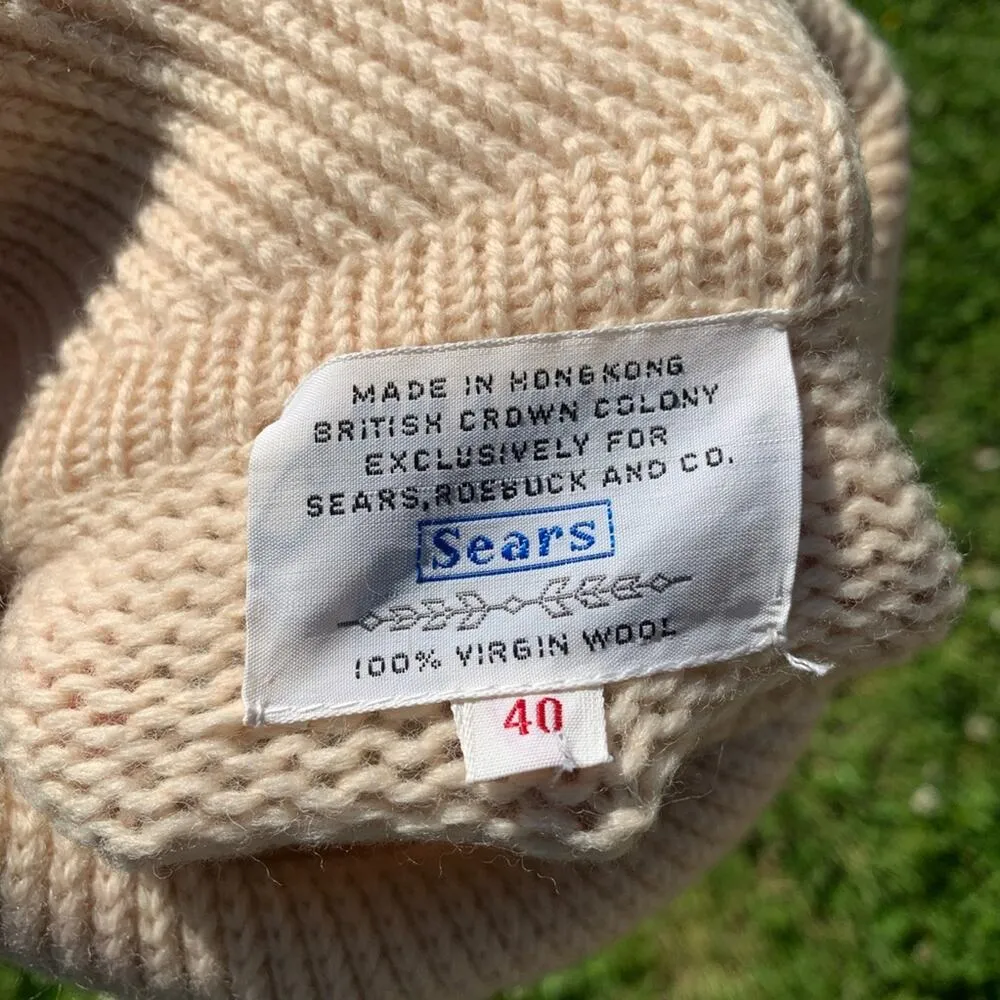 MADE IN HONGKONG
BRITISH CROWN COLONY
EXCLUSIVELY FOR
SEARS,ROEBUCK AND CO.
Sears
100% VIRGIN WOOL
40